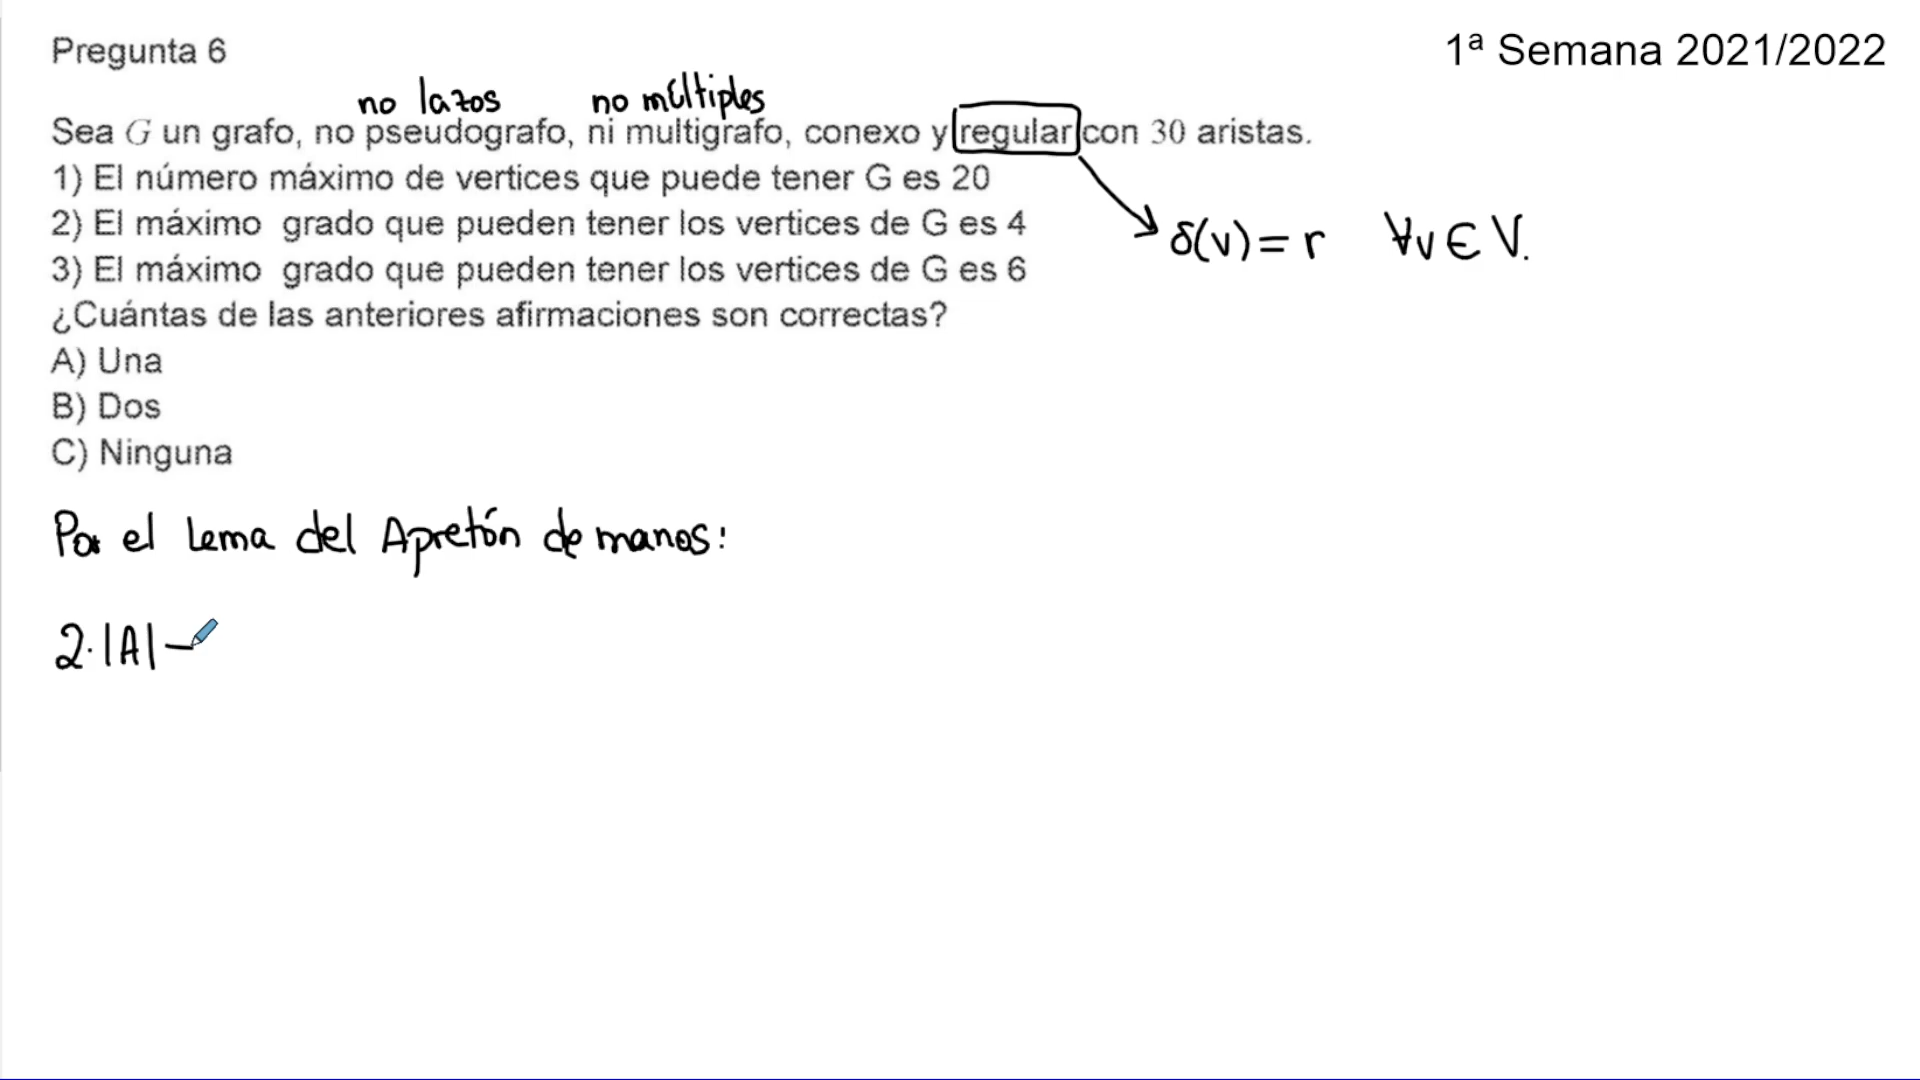 Pregunta 6
1ª Semana 2021/2022
no lazos no múltiples
Sea G un grafo, no pseudografo, ni multigrafo, conexo y regular con 30 aristas.
1) El número máximo de vertices que puede tener G es 20
2) El máximo grado que pueden tener los vertices de G es 4
δ(v) = r ∀v ∈ V.
3) El máximo grado que pueden tener los vertices de G es 6
¿Cuántas de las anteriores afirmaciones son correctas?
A) Una
B) Dos
C) Ninguna
Por el Lema del Apretón de manos:
2·|A| –